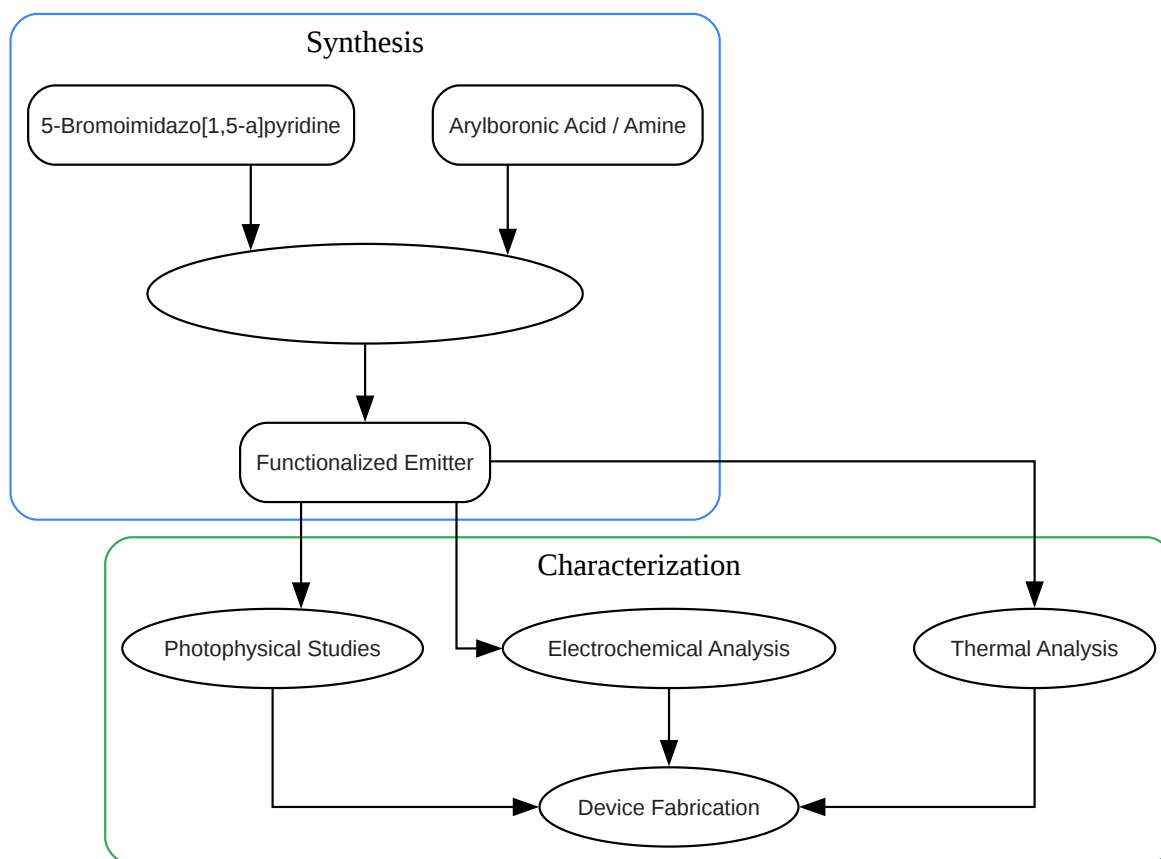 Synthesis
5-Bromoimidazo[1,5-a]pyridine
Arylboronic Acid / Amine
Functionalized Emitter
Characterization
Photophysical Studies
Electrochemical Analysis
Thermal Analysis
Device Fabrication